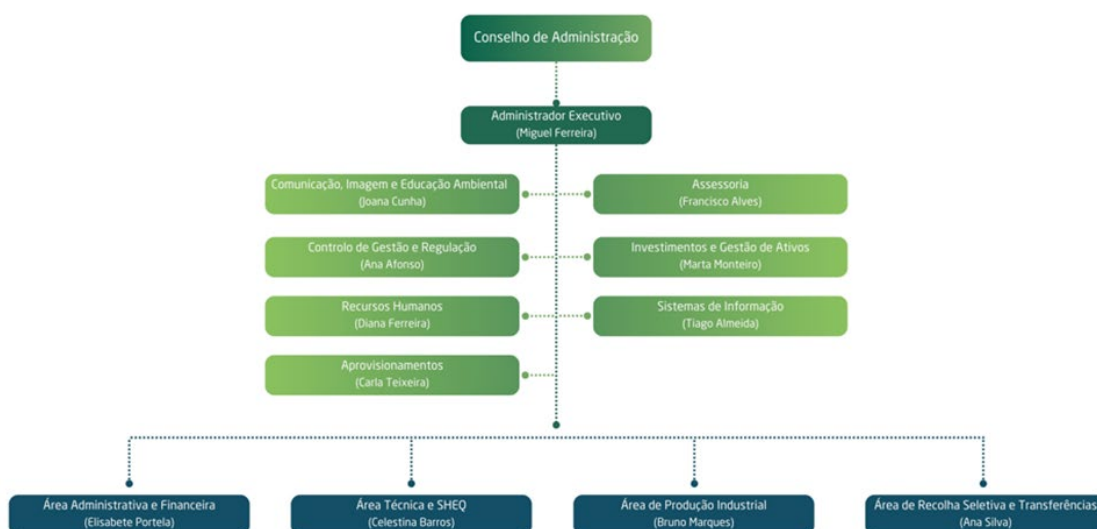 Conselho de Administração
Administrador Executivo
(Miguel Ferreira)
Comunicação, Imagem e Educação Ambiental
(Joana Cunha)
Assessoria
(Francisco Alves)
Controlo de Gestão e Regulação
(Ana Afonso)
Investimentos e Gestão de Ativos
(Marta Monteiro)
Recursos Humanos
(Diana Ferreira)
Sistemas de Informação
(Tiago Almeida)
Aprovisionamentos
(Carla Teixeira)
Área Administrativa e Financeira
(Elisabete Portela)
Área Técnica e SHEQ
(Celestina Barros)
Área de Produção Industrial
(Bruno Marques)
Área de Recolha Seletiva e Transferências
(Ana Silva)